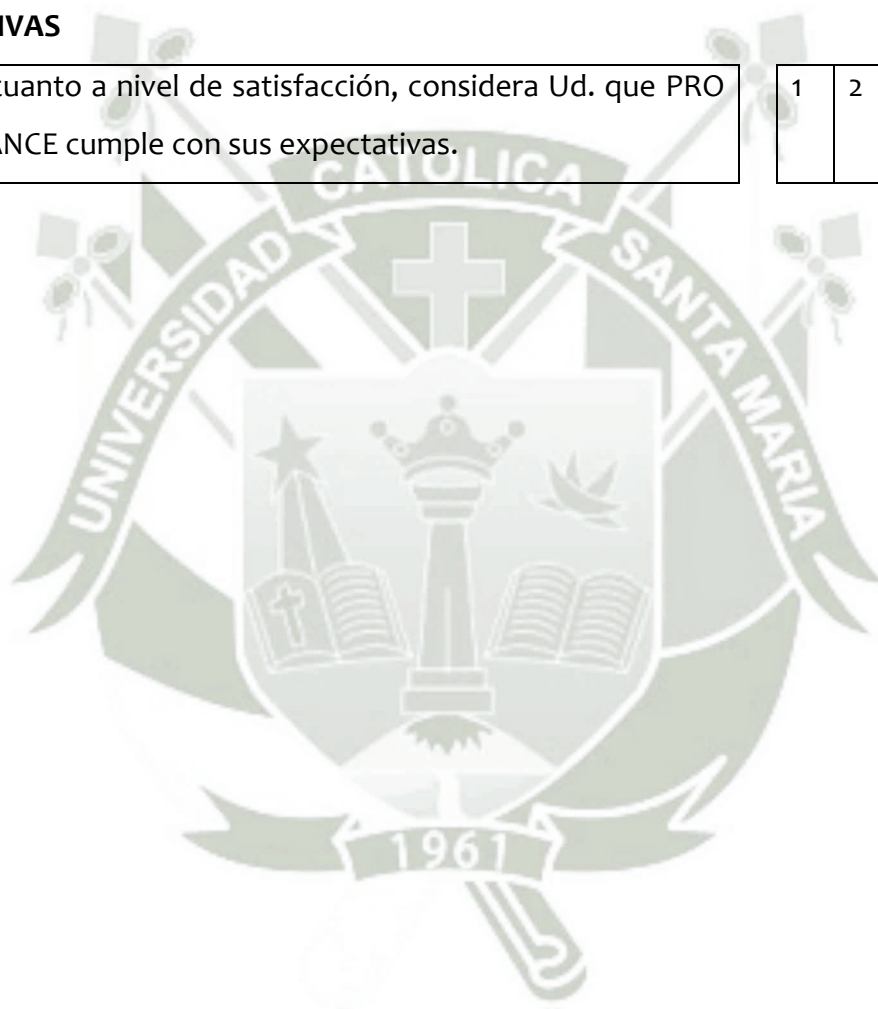 IVAS
cuanto a nivel de satisfacción, considera Ud. que PRO 1 2
ANCE cumple con sus expectativas.
CATOLICA
UNIVERSIDAD
SANTA MARIA
1961